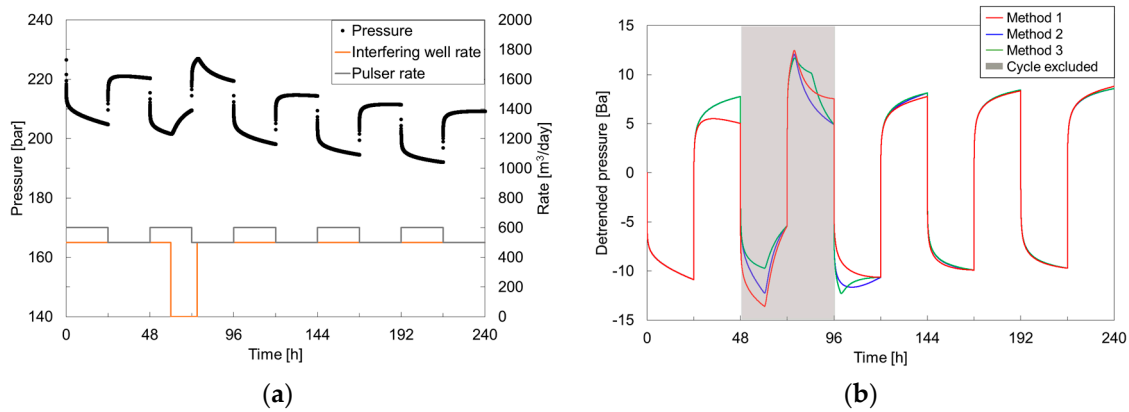 240
220
200
180
160
140
Pressure [bar]
0
48
96
144
192
240
Time [h]
2000
1800
1600
1400
1200
1000
800
600
400
200
0
Rate [m³/day]
Pressure
Interfering well rate
Pulser rate
(a)
15
10
5
0
-5
-10
-15
Detrended pressure [Ba]
0
48
96
144
192
240
Time [h]
Method 1
Method 2
Method 3
Cycle excluded
(b)